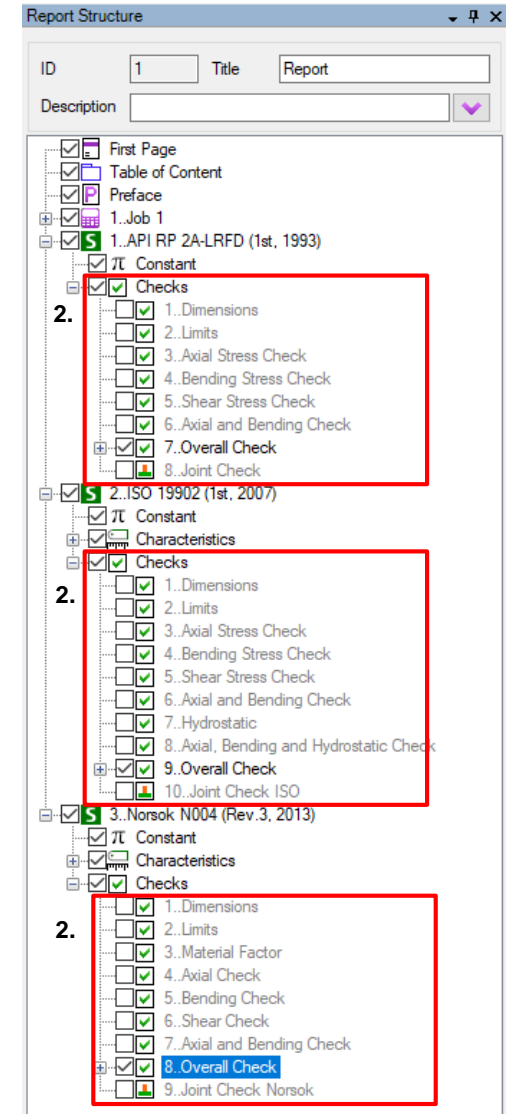 Report Structure
ID 1 Title Report
Description
First Page
Table of Content
P Preface
1..Job 1
S 1..API RP 2A-LRFD (1st, 1993)
π Constant
Checks
2.
1..Dimensions
2..Limits
3..Axial Stress Check
4..Bending Stress Check
5..Shear Stress Check
6..Axial and Bending Check
7..Overall Check
8..Joint Check
S 2..ISO 19902 (1st, 2007)
π Constant
Characteristics
Checks
2.
1..Dimensions
2..Limits
3..Axial Stress Check
4..Bending Stress Check
5..Shear Stress Check
6..Axial and Bending Check
7..Hydrostatic
8..Axial, Bending and Hydrostatic Check
9..Overall Check
10..Joint Check ISO
S 3..Norsok N004 (Rev.3, 2013)
π Constant
Characteristics
Checks
1..Dimensions
2.
2..Limits
3..Material Factor
4..Axial Check
5..Bending Check
6..Shear Check
7..Axial and Bending Check
8..Overall Check
9..Joint Check Norsok